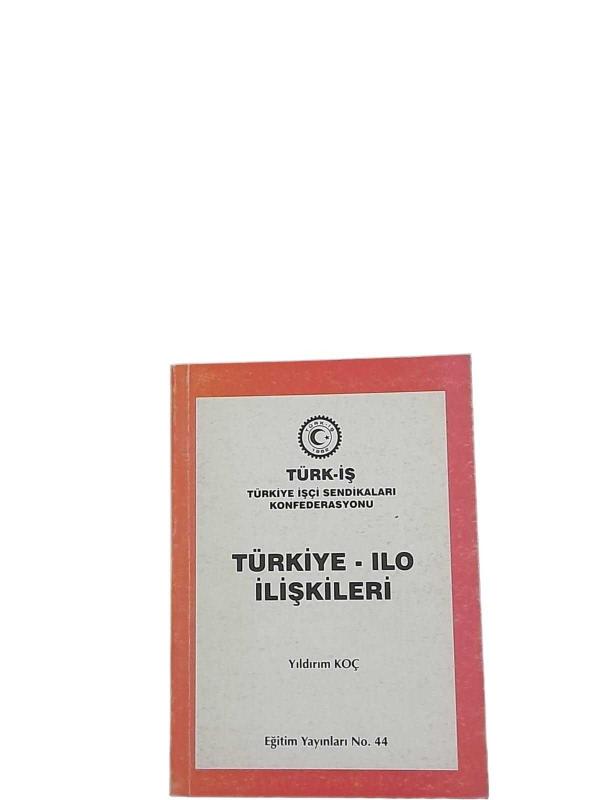 TÜRK-İŞ
1952
TÜRK-İŞ
TÜRKİYE İŞÇİ SENDİKALARI
KONFEDERASYONU
TÜRKİYE - ILO
İLİŞKİLERİ
Yıldırım KOÇ
Eğitim Yayınları No. 44